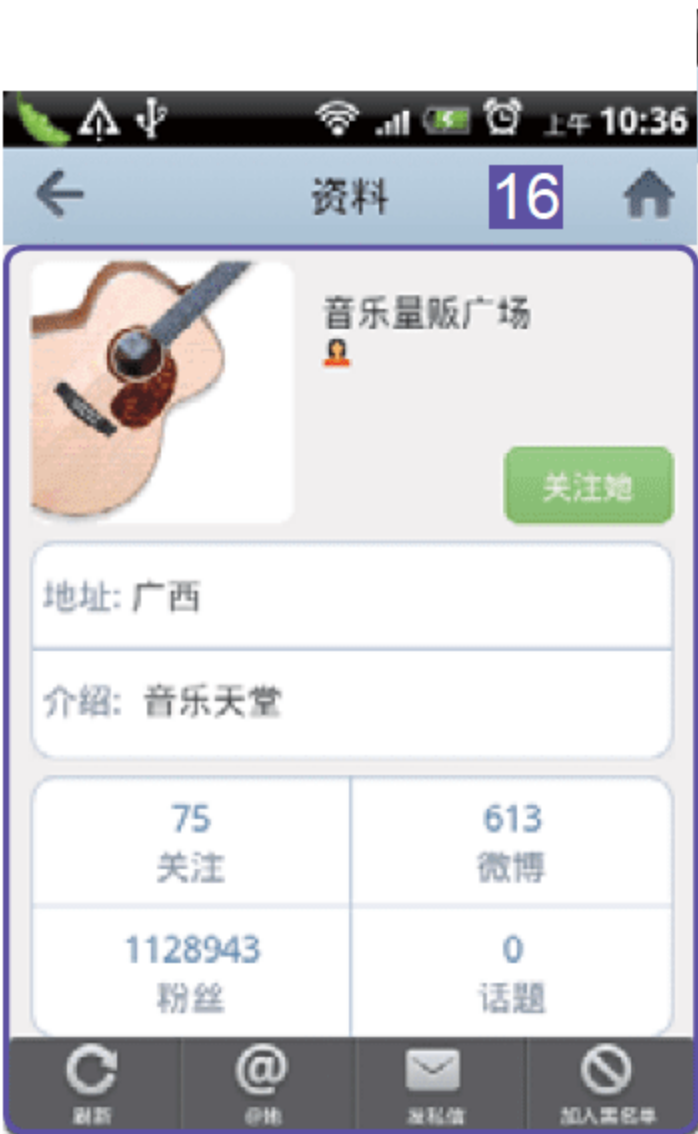 上午 10:36
资料 16
音乐量贩广场
关注她
地址: 广西
介绍: 音乐天堂
75 613
关注 微博
1128943 0
粉丝 话题
刷新 @她 发私信 加入黑名单